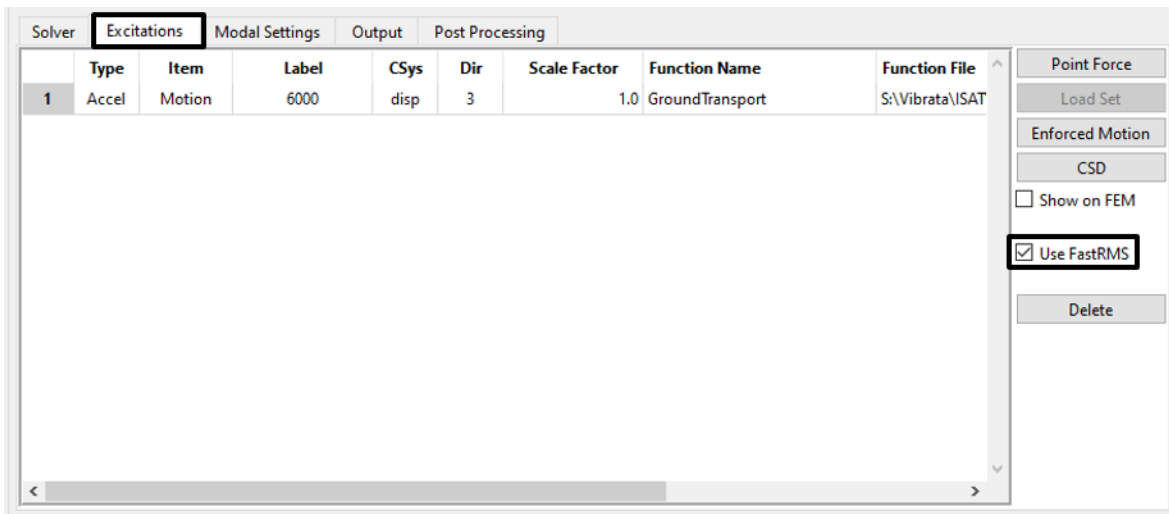 Solver Excitations Modal Settings Output Post Processing
Type Item Label CSys Dir Scale Factor Function Name Function File
1 Accel Motion 6000 disp 3 1.0 GroundTransport S:\Vibrata\ISAT
Point Force
Load Set
Enforced Motion
CSD
Show on FEM
Use FastRMS
Delete